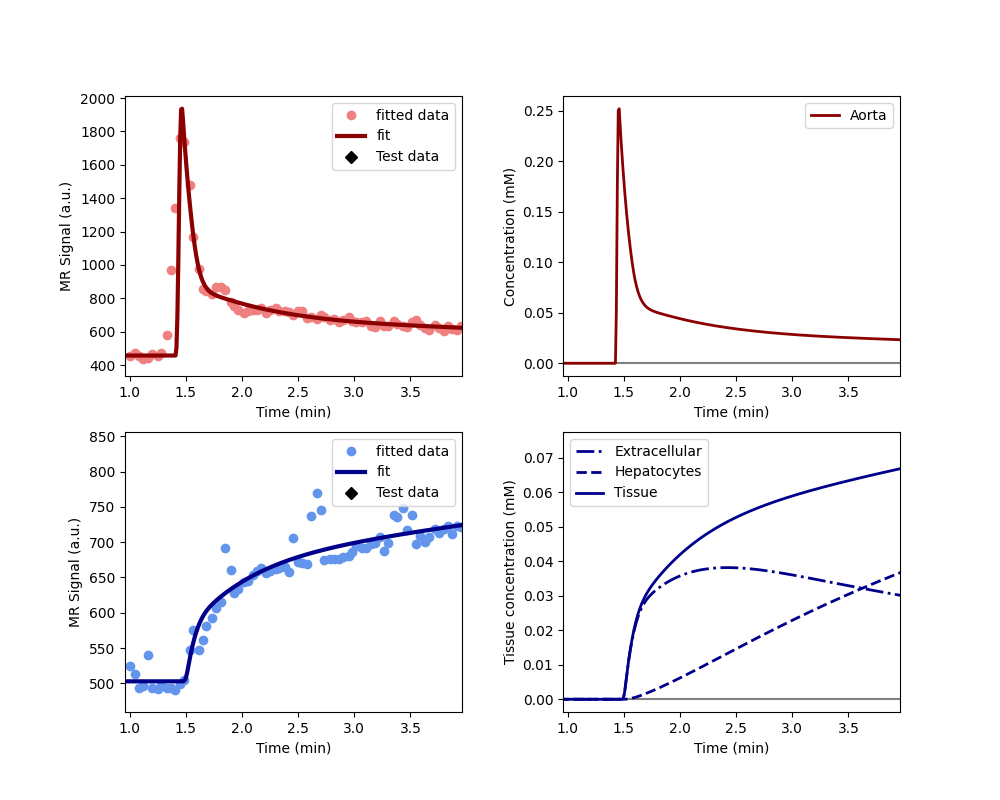 2000
1800
1600
1400
1200
1000
800
600
400
MR Signal (a.u.)
1.0 1.5 2.0 2.5 3.0 3.5
Time (min)
fitted data
fit
Test data
0.25
0.20
0.15
0.10
0.05
0.00
Concentration (mM)
1.0 1.5 2.0 2.5 3.0 3.5
Time (min)
Aorta
850
800
750
700
650
600
550
500
MR Signal (a.u.)
1.0 1.5 2.0 2.5 3.0 3.5
Time (min)
fitted data
fit
Test data
0.07
0.06
0.05
0.04
0.03
0.02
0.01
0.00
Tissue concentration (mM)
1.0 1.5 2.0 2.5 3.0 3.5
Time (min)
Extracellular
Hepatocytes
Tissue